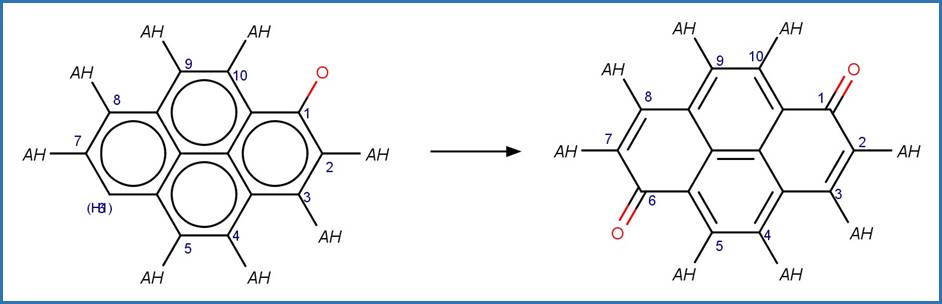 AH AH AH AH
9 10 10
9
AH O AH O
8 1 8 1
7 7
AH 2 AH AH 2 AH
3 6 3
(H1)
AH O AH
5 4 5 4
AH AH AH AH